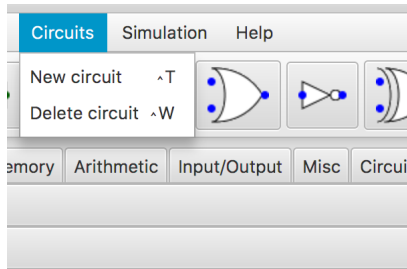 Circuits Simulation Help
New circuit ^T
Delete circuit ^W
emory Arithmetic Input/Output Misc Circui